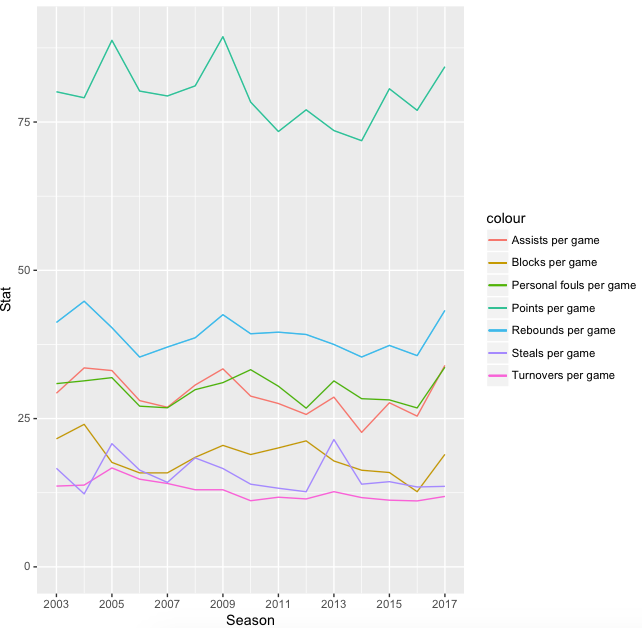 75
50
25
0
Stat
2003 2005 2007 2009 2011 2013 2015 2017
Season
colour
Assists per game
Blocks per game
Personal fouls per game
Points per game
Rebounds per game
Steals per game
Turnovers per game